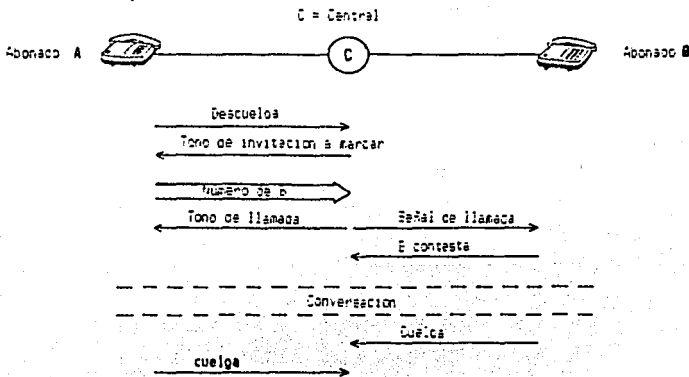 C = Central
Abonado A
C
Abonado B
Descuelga
Tono de invitacion a marcar
Número de B
Tono de llamada
Señal de llamada
B contesta
Conversacion
Cuelga
cuelga